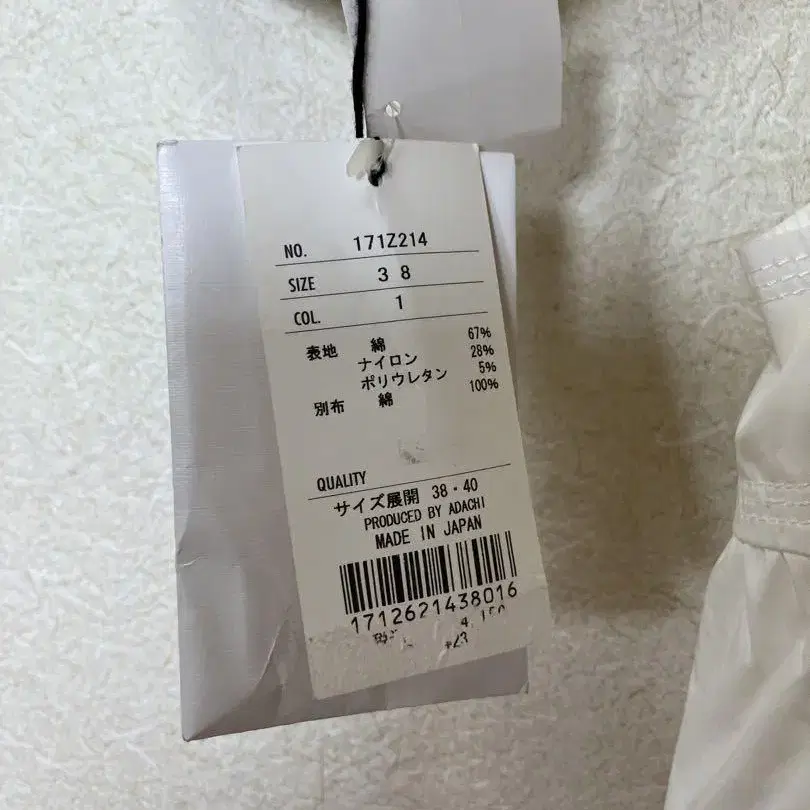 NO. 171Z214
SIZE 38
COL. 1
表地 綿 67%
ナイロン 28%
ポリウレタン 5%
別布 綿 100%
QUALITY
サイズ展開 38・40
PRODUCED BY ADACHI
MADE IN JAPAN
1712621438016